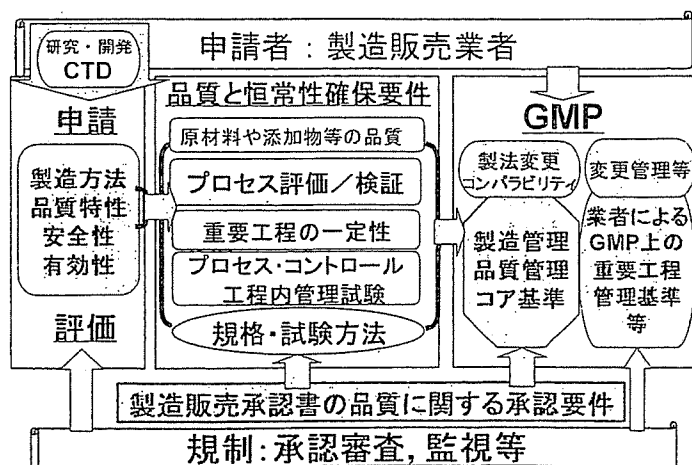 申請者：製造販売業者
研究・開発
CTD
申請
製造方法
品質特性
安全性
有効性
評価
品質と恒常性確保要件
原材料や添加物等の品質
プロセス評価／検証
重要工程の一定性
プロセス・コントロール
工程内管理試験
規格・試験方法
GMP
製法変更
コンパラビリティ
製造管理
品質管理
コア基準
変更管理等
業者による
GMP上の
重要工程
管理基準
等
製造販売承認書の品質に関する承認要件
規制：承認審査，監視等